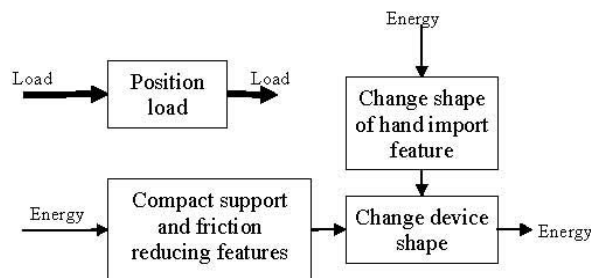 Energy
Load
Position
load
Load
Change shape
of hand import
feature
Energy
Compact support
and friction
reducing features
Change device
shape
Energy